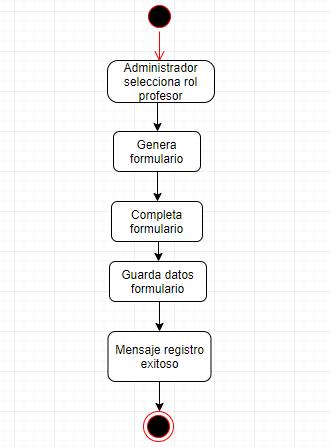 Administrador
selecciona rol
profesor
Genera
formulario
Completa
formulario
Guarda datos
formulario
Mensaje registro
exitoso